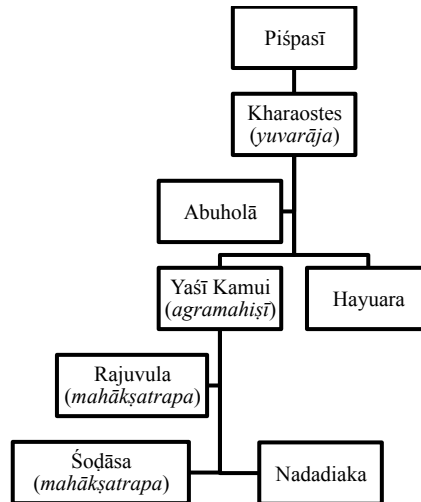 Piśpasī
Kharaostes
(yuvarāja)
Abuholā
Yaśī Kamui
(agramahiṣī)
Hayuara
Rajuvula
(mahākṣatrapa)
Śoḍāsa
(mahākṣatrapa)
Nadadiaka